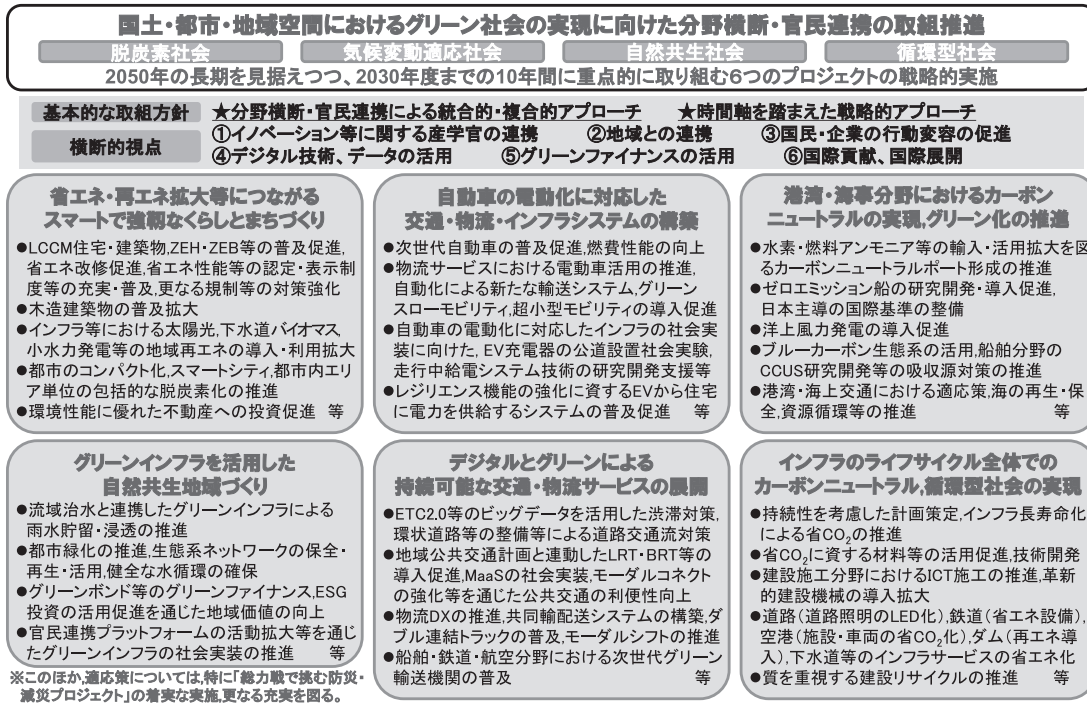 国土・都市・地域空間におけるグリーン社会の実現に向けた分野横断・官民連携の取組推進
脱炭素社会 気候変動適応社会 自然共生社会 循環型社会
2050年の長期を見据えつつ、2030年度までの10年間に重点的に取り組む6つのプロジェクトの戦略的実施
基本的な取組方針 ★分野横断・官民連携による統合的・複合的アプローチ ★時間軸を踏まえた戦略的アプローチ
横断的視点
①イノベーション等に関する産学官の連携 ②地域との連携 ③国民・企業の行動変容の促進
④デジタル技術、データの活用 ⑤グリーンファイナンスの活用 ⑥国際貢献、国際展開
省エネ・再エネ拡大等につながる
スマートで強靭なくらしとまちづくり
●LCCM住宅・建築物,ZEH・ZEB等の普及促進,
省エネ改修促進,省エネ性能等の認定・表示制
度等の充実・普及,更なる規制等の対策強化
●木造建築物の普及拡大
●インフラ等における太陽光,下水道バイオマス,
小水力発電等の地域再エネの導入・利用拡大
●都市のコンパクト化,スマートシティ,都市内エリ
ア単位の包括的な脱炭素化の推進
●環境性能に優れた不動産への投資促進 等
自動車の電動化に対応した
交通・物流・インフラシステムの構築
●次世代自動車の普及促進,燃費性能の向上
●物流サービスにおける電動車活用の推進,
自動化による新たな輸送システム,グリーン
スローモビリティ,超小型モビリティの導入促進
●自動車の電動化に対応したインフラの社会実
装に向けた, EV充電器の公道設置社会実験,
走行中給電システム技術の研究開発支援等
●レジリエンス機能の強化に資するEVから住宅
に電力を供給するシステムの普及促進 等
港湾・海事分野におけるカーボン
ニュートラルの実現,グリーン化の推進
●水素・燃料アンモニア等の輸入・活用拡大を図
るカーボンニュートラルポート形成の推進
●ゼロエミッション船の研究開発・導入促進,
日本主導の国際基準の整備
●洋上風力発電の導入促進
●ブルーカーボン生態系の活用,船舶分野の
CCUS研究開発等の吸収源対策の推進
●港湾・海上交通における適応策,海の再生・保
全,資源循環等の推進 等
グリーンインフラを活用した
自然共生地域づくり
●流域治水と連携したグリーンインフラによる
雨水貯留・浸透の推進
●都市緑化の推進,生態系ネットワークの保全・
再生・活用,健全な水循環の確保
●グリーンボンド等のグリーンファイナンス,ESG
投資の活用促進を通じた地域価値の向上
●官民連携プラットフォームの活動拡大等を通じ
たグリーンインフラの社会実装の推進 等
※このほか,適応策については,特に「総力戦で挑む防災・
減災プロジェクト」の着実な実施,更なる充実を図る。
デジタルとグリーンによる
持続可能な交通・物流サービスの展開
●ETC2.0等のビッグデータを活用した渋滞対策,
環状道路等の整備等による道路交通流対策
●地域公共交通計画と連動したLRT・BRT等の
導入促進,MaaSの社会実装,モーダルコネクト
の強化等を通じた公共交通の利便性向上
●物流DXの推進,共同輸配送システムの構築,ダ
ブル連結トラックの普及,モーダルシフトの推進
●船舶・鉄道・航空分野における次世代グリーン
輸送機関の普及 等
インフラのライフサイクル全体での
カーボンニュートラル,循環型社会の実現
●持続性を考慮した計画策定,インフラ長寿命化
による省CO₂の推進
●省CO₂に資する材料等の活用促進,技術開発
●建設施工分野におけるICT施工の推進,革新
的建設機械の導入拡大
●道路(道路照明のLED化),鉄道(省エネ設備),
空港(施設・車両の省CO₂化),ダム(再エネ導
入),下水道等のインフラサービスの省エネ化
●質を重視する建設リサイクルの推進 等